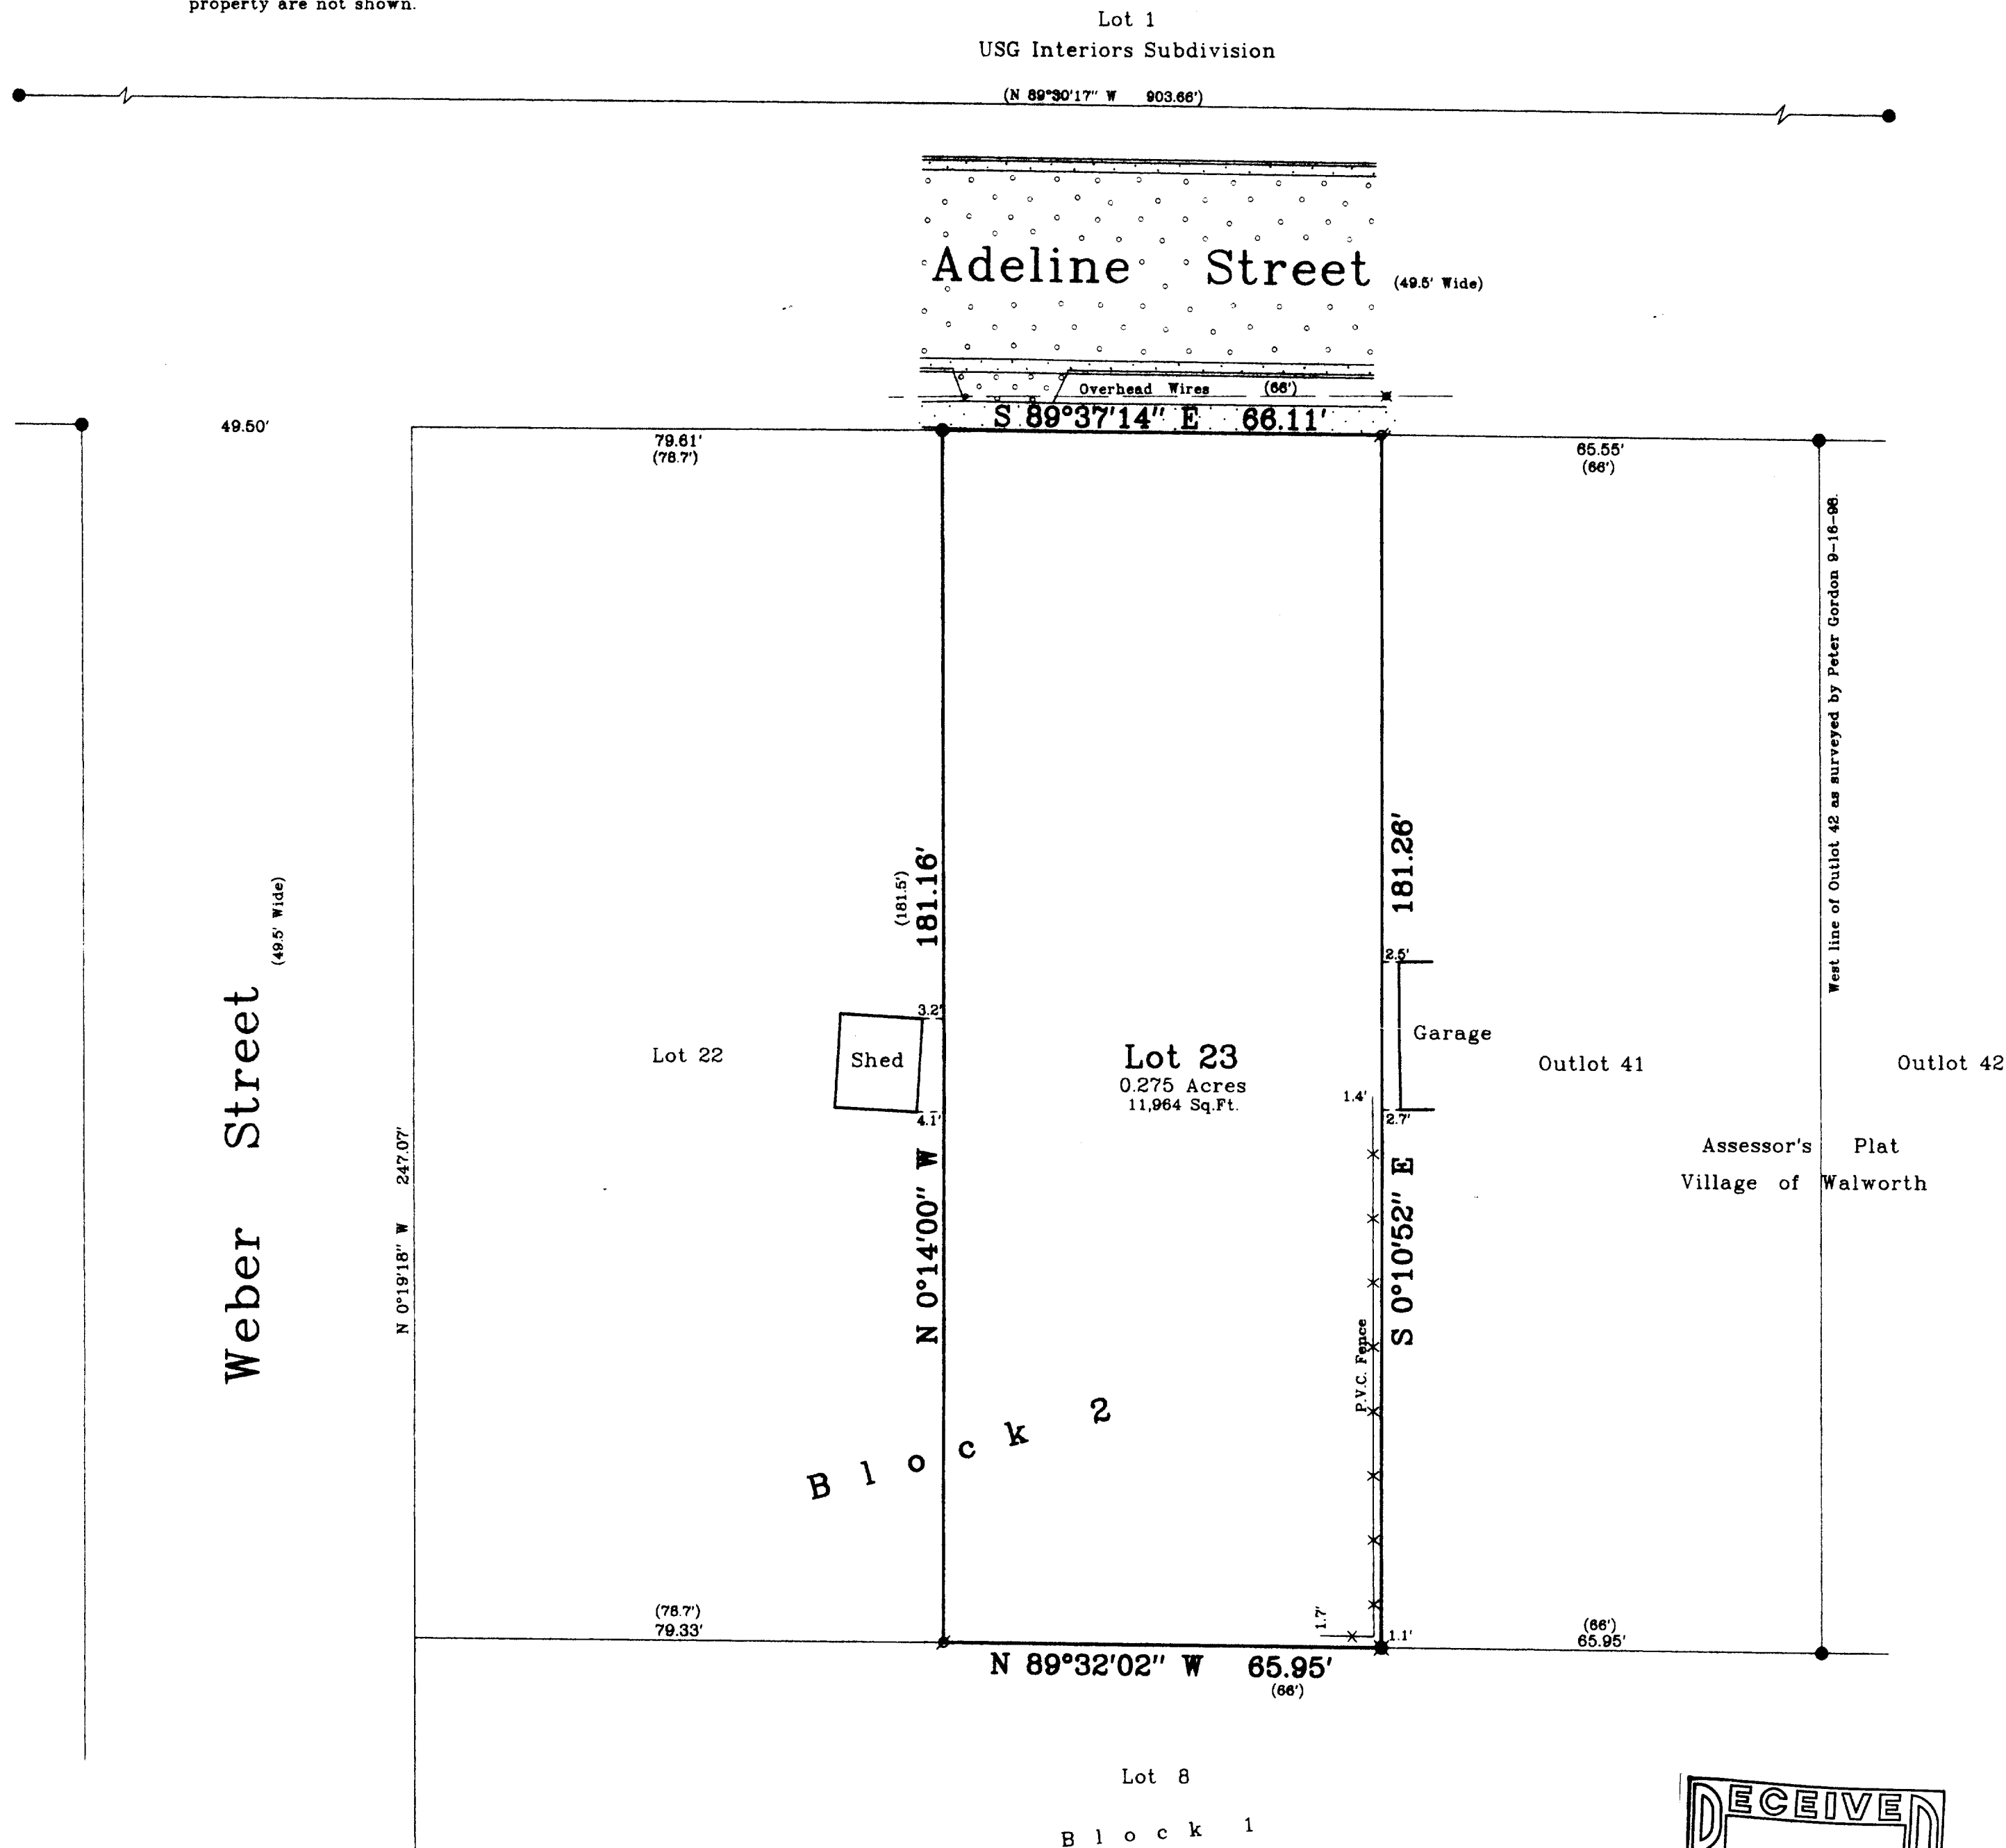 property are not shown.
Lot 1
USG Interiors Subdivision
(N 89°30'17" W 903.66')
Adeline Street (49.5' Wide)
Overhead Wires (66')
S 89°37'14" E 66.11'
49.50'
79.61'
(76.7')
65.55'
(66')
West line of Outlot 42 as surveyed by Peter Gordon 9-16-98.
(181.5')
181.16'
181.26'
(49.5' Wide)
Weber Street
N 0°19'18" W 247.07'
2.5'
3.2'
Lot 22
Shed
4.1'
Lot 23
0.275 Acres
11,964 Sq.Ft.
Garage
1.4'
2.7'
Outlot 41
Outlot 42
Assessor's Plat
Village of Walworth
N 0°14'00" W
S 0°10'52" E
P.V.C. Fence
Block 2
(76.7')
79.33'
1.7'
1.1'
(66')
65.95'
N 89°32'02" W 65.95'
(66')
Lot 8
Block 1
DECEIVED